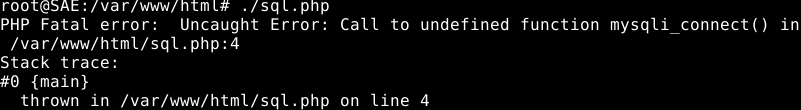 root@SAE:/var/www/html# ./sql.php
PHP Fatal error:  Uncaught Error: Call to undefined function mysqli_connect() in
 /var/www/html/sql.php:4
Stack trace:
#0 {main}
  thrown in /var/www/html/sql.php on line 4